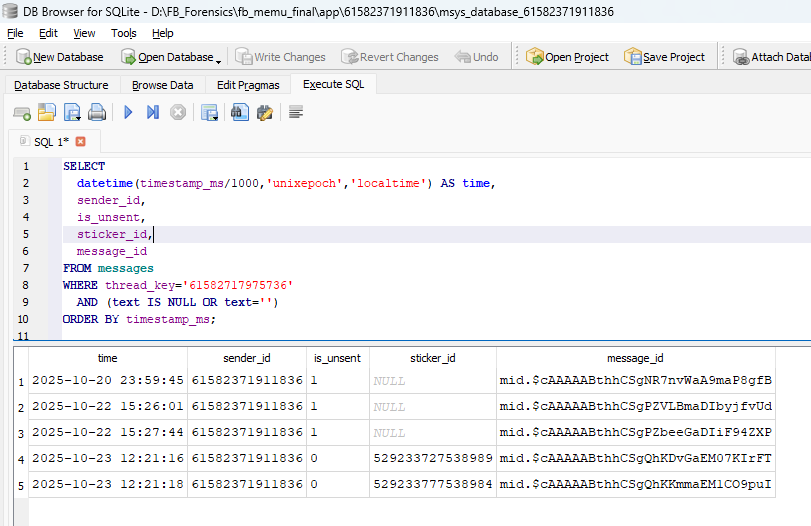 DB Browser for SQLite - D:\FB_Forensics\fb_memu_final\app\61582371911836\msys_database_61582371911836
File Edit View Tools Help
New Database Open Database Write Changes Revert Changes Undo Open Project Save Project Attach Datal
Database Structure Browse Data Edit Pragmas Execute SQL
SQL 1*
1 SELECT
2 datetime(timestamp_ms/1000,'unixepoch','localtime') AS time,
3 sender_id,
4 is_unsent,
5 sticker_id,
6 message_id
7 FROM messages
8 WHERE thread_key='61582717975736'
9 AND (text IS NULL OR text='')
10 ORDER BY timestamp_ms;
11
time sender_id is_unsent sticker_id message_id
1 2025-10-20 23:59:45 61582371911836 1 NULL mid.$cAAAAABthhCSgNR7nvWaA9maP8gfB
2 2025-10-22 15:26:01 61582371911836 1 NULL mid.$cAAAAABthhCSgPZVLBmaDIbyjfvUd
3 2025-10-22 15:27:44 61582371911836 1 NULL mid.$cAAAAABthhCSgPZbeeGaDIiF94ZXP
4 2025-10-23 12:21:16 61582371911836 0 529233727538989 mid.$cAAAAABthhCSgQhKDvGaEM07KIrFT
5 2025-10-23 12:21:18 61582371911836 0 529233777538984 mid.$cAAAAABthhCSgQhKKmmaEM1CO9puI